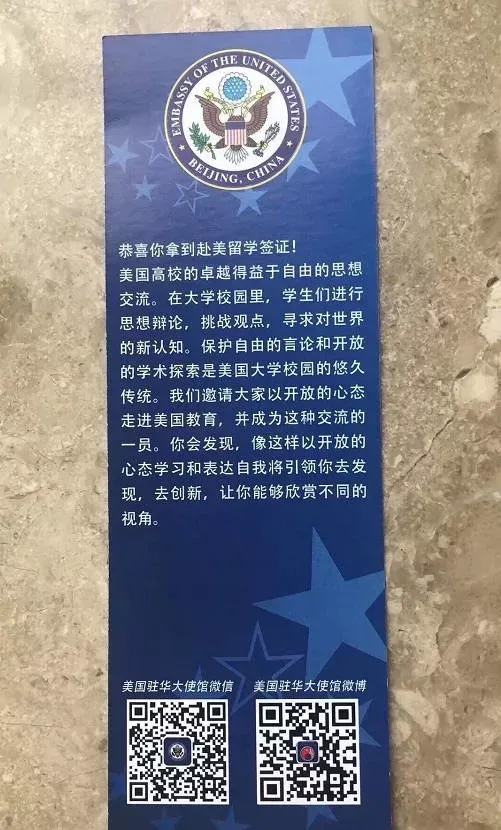 EMBASSY OF THE UNITED STATES
BEIJING, CHINA
恭喜你拿到赴美留学签证！
美国高校的卓越得益于自由的思想
交流。在大学校园里，学生们进行
思想辩论，挑战观点，寻求对世界
的新认知。保护自由的言论和开放
的学术探索是美国大学校园的悠久
传统。我们邀请大家以开放的心态
走进美国教育，并成为这种交流的
一员。你会发现，像这样以开放的
心态学习和表达自我将引领你去发
现，去创新，让你能够欣赏不同的
视角。
美国驻华大使馆微信
美国驻华大使馆微博